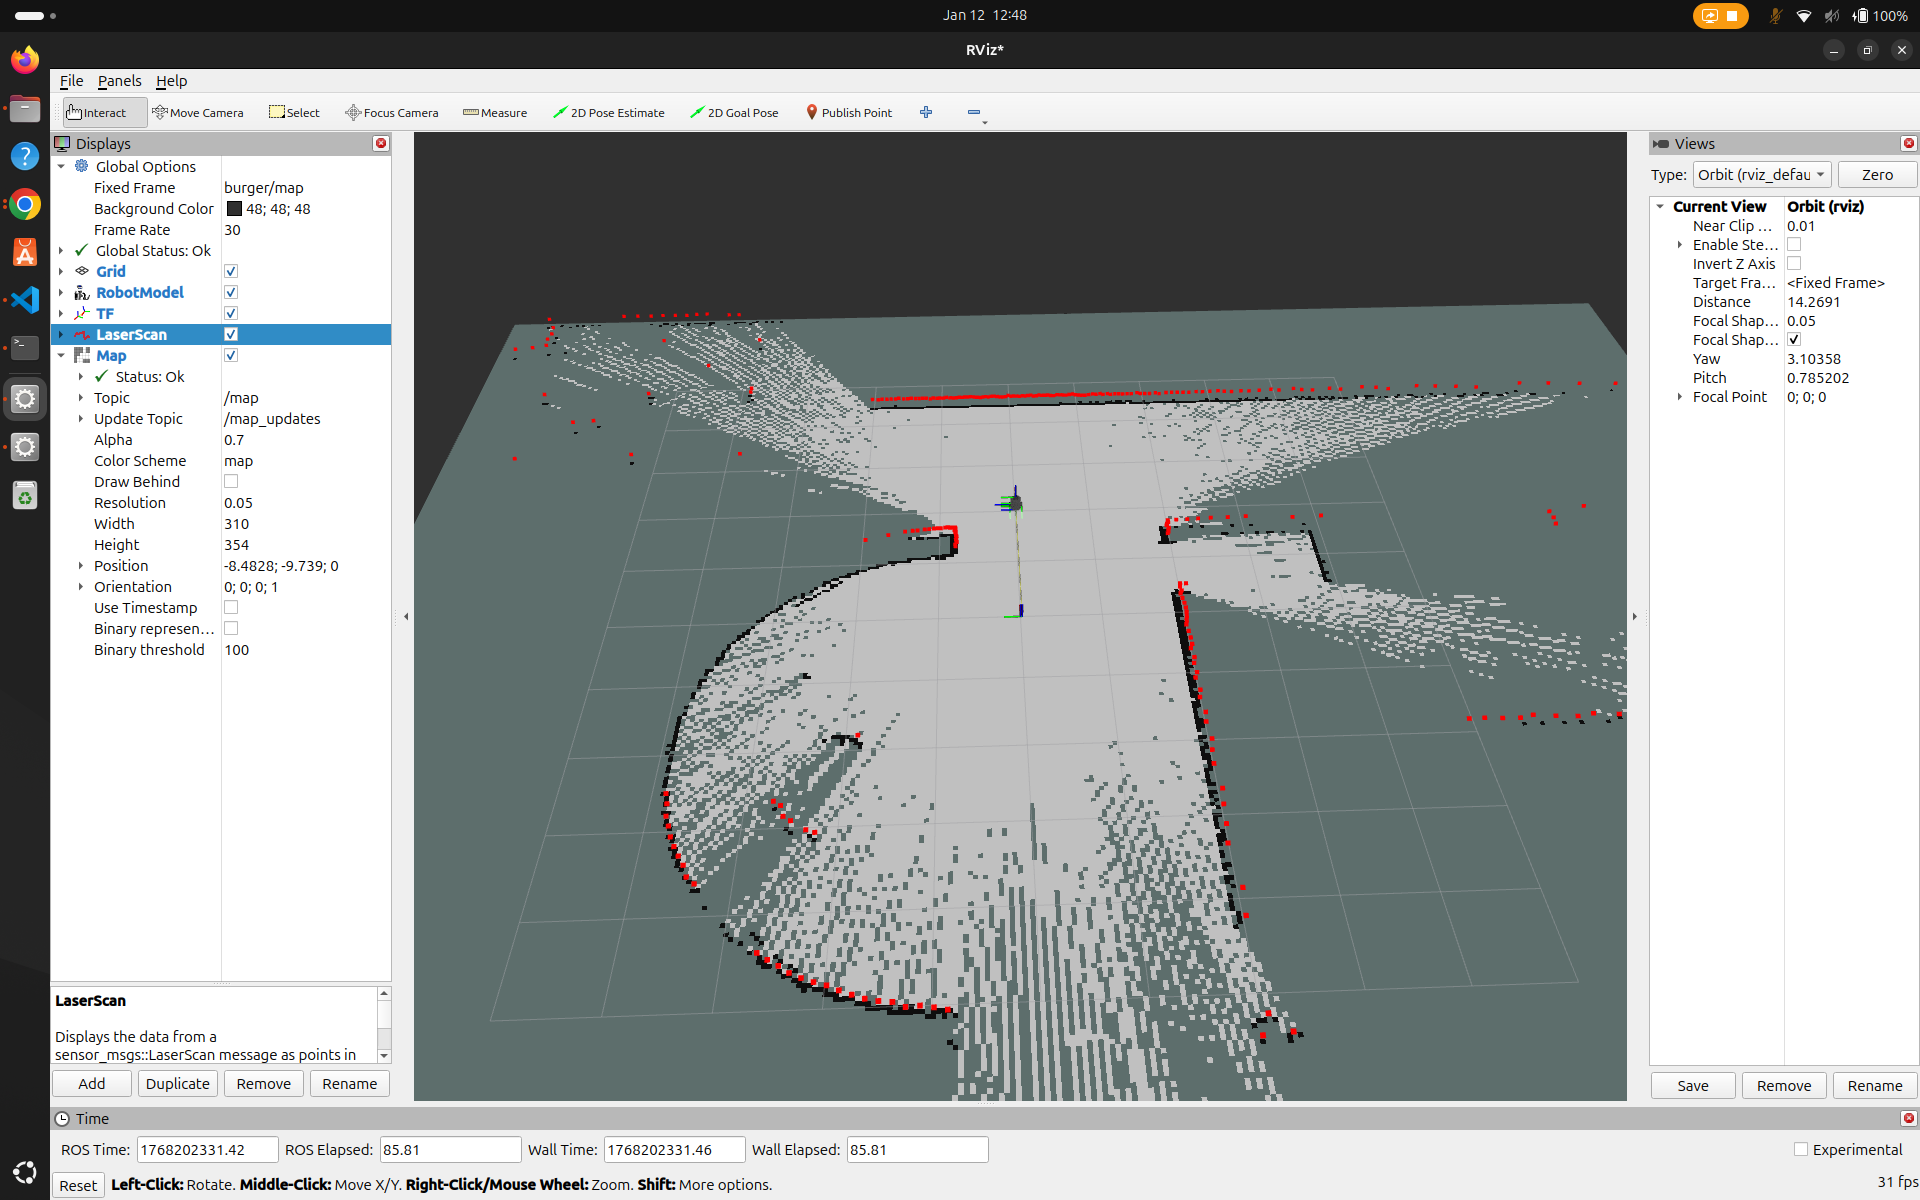 Jan 12 12:48
100%
RViz*
File Panels Help
Interact Move Camera Select Focus Camera Measure 2D Pose Estimate 2D Goal Pose Publish Point
Displays
Global Options
Fixed Frame burger/map
Background Color 48; 48; 48
Frame Rate 30
Global Status: Ok
Grid
RobotModel
TF
LaserScan
Map
Status: Ok
Topic /map
Update Topic /map_updates
Alpha 0.7
Color Scheme map
Draw Behind
Resolution 0.05
Width 310
Height 354
Position -8.4828; -9.739; 0
Orientation 0; 0; 0; 1
Use Timestamp
Binary represen...
Binary threshold 100
LaserScan
Displays the data from a
sensor_msgs::LaserScan message as points in
Add Duplicate Remove Rename
Views
Type: Orbit (rviz_defau Zero
Current View Orbit (rviz)
Near Clip ... 0.01
Enable Ste...
Invert Z Axis
Target Fra... <Fixed Frame>
Distance 14.2691
Focal Shap... 0.05
Focal Shap...
Yaw 3.10358
Pitch 0.785202
Focal Point 0; 0; 0
Save Remove Rename
Time
ROS Time: 1768202331.42 ROS Elapsed: 85.81 Wall Time: 1768202331.46 Wall Elapsed: 85.81 Experimental
Reset Left-Click: Rotate. Middle-Click: Move X/Y. Right-Click/Mouse Wheel: Zoom. Shift: More options. 31 fps